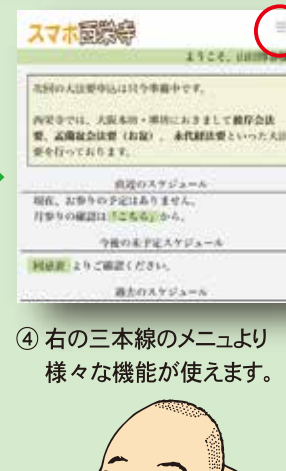 スマホ西栄寺
ようこそ、
次回の大法要申込は只今準備中です。
西栄寺では、大阪本坊・堺坊におきまして彼岸会法
要、盂蘭盆会法要（お盆）、永代経法要といった大法
要を行っております。
直近のスケジュール
現在、お参りの予定はありません。
月参りの確認は「こちら」から。
今後の未予定スケジュール
回忌表 よりご確認ください。
過去のスケジュール
④ 右の三本線のメニュより
様々な機能が使えます。